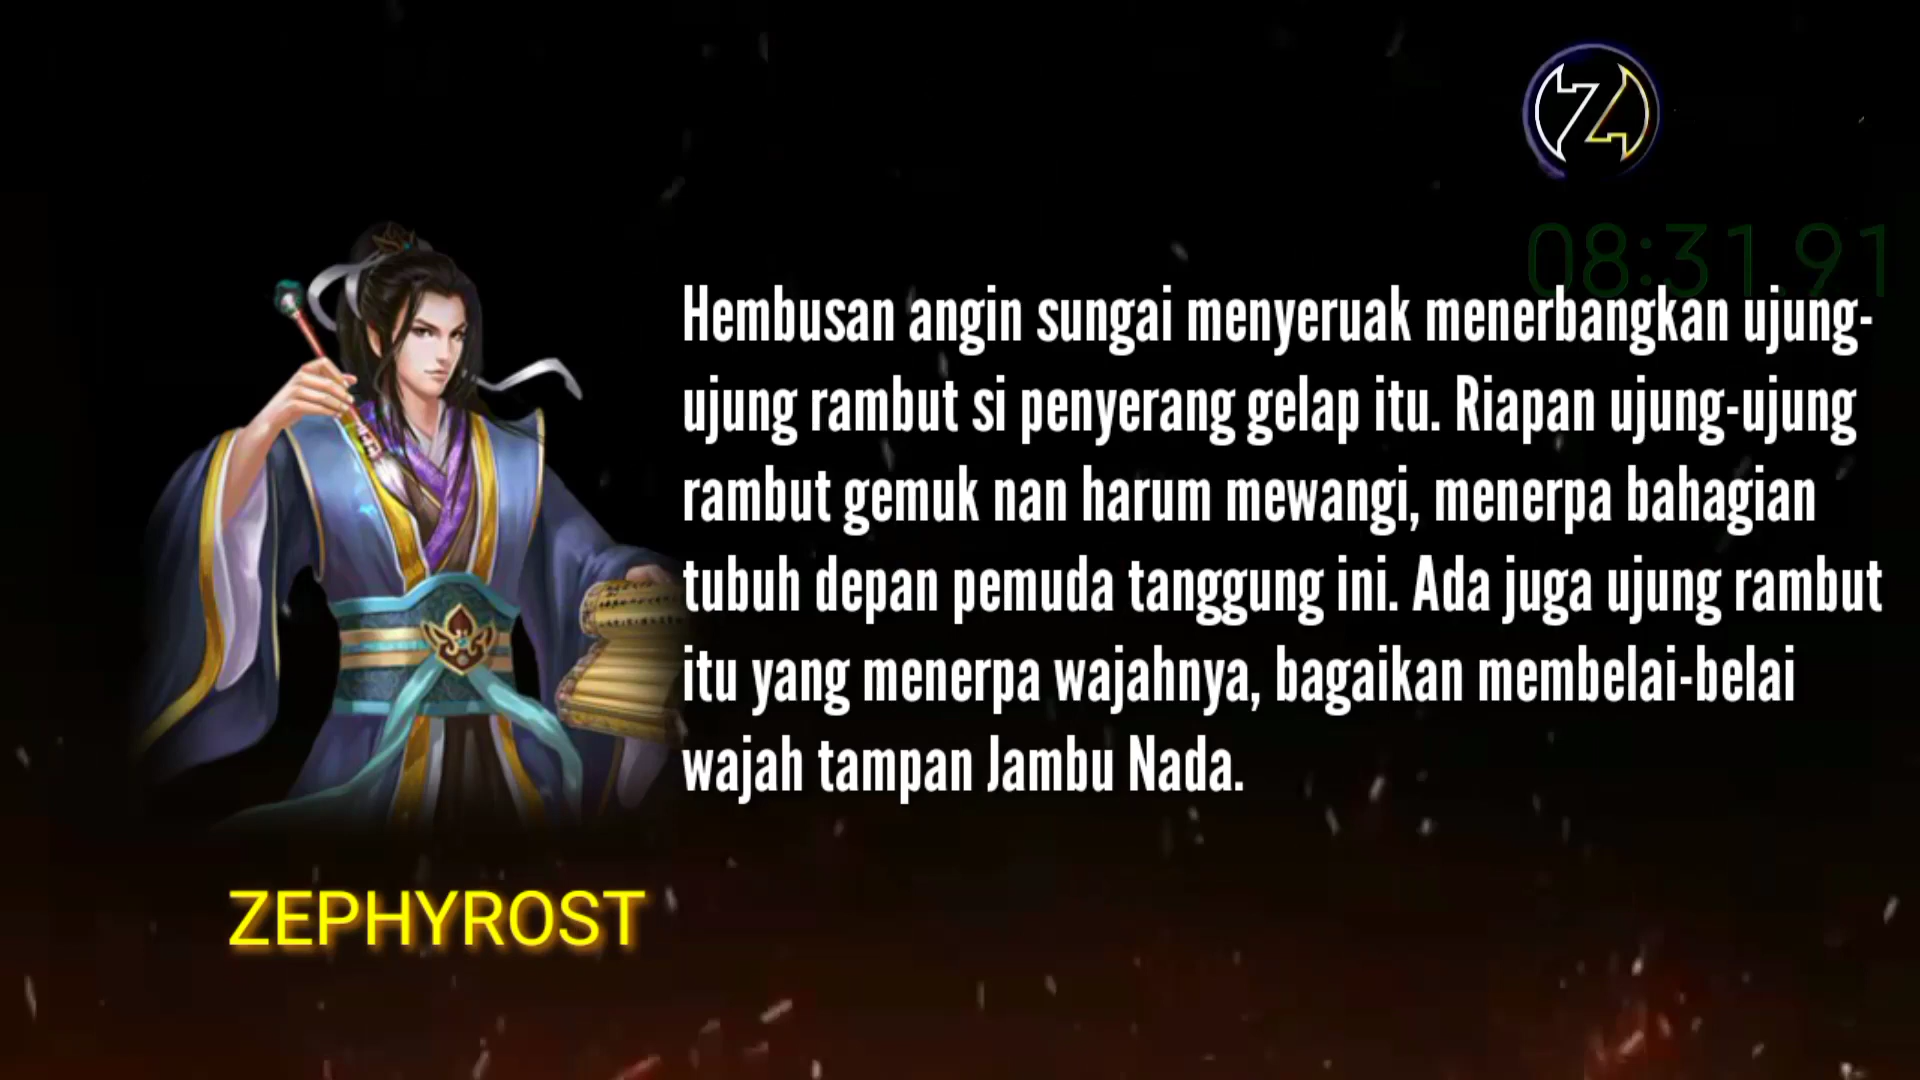 08:31.91
Hembusan angin sungai menyeruak menerbangkan ujung-
ujung rambut si penyerang gelap itu. Riapan ujung-ujung
rambut gemuk nan harum mewangi, menerpa bahagian
tubuh depan pemuda tanggung ini. Ada juga ujung rambut
itu yang menerpa wajahnya, bagaikan membelai-belai
wajah tampan Jambu Nada.
ZEPHYROST